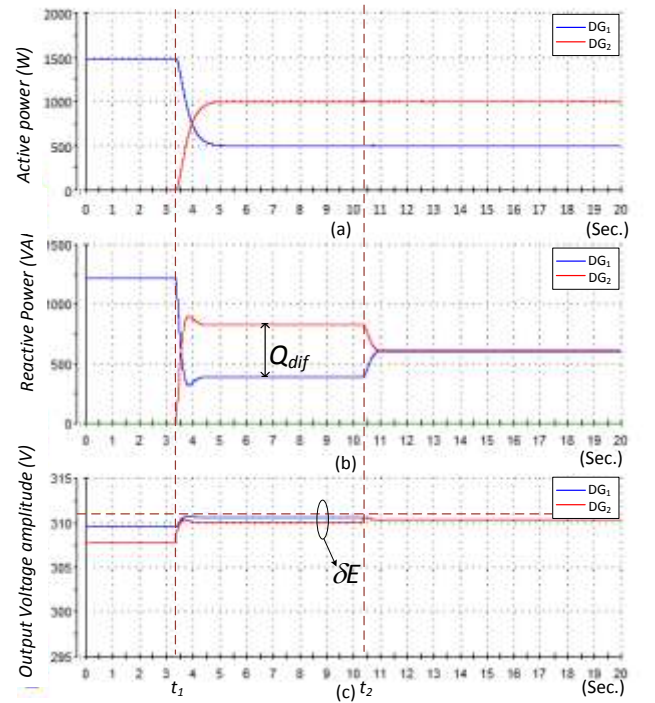 Active power (W)
2000
1500
1000
500
0
DG1
DG2
0 1 2 3 4 5 6 7 8 9 10 11 12 13 14 15 16 17 18 19 20
(a)
(Sec.)
Reactive Power (VAI
1500
1000
500
0
DG1
DG2
Qdif
0 1 2 3 4 5 6 7 8 9 10 11 12 13 14 15 16 17 18 19 20
(b)
(Sec.)
Output Voltage amplitude (V)
315
310
305
300
295
DG1
DG2
δE
0 1 2 3 4 5 6 7 8 9 10 11 12 13 14 15 16 17 18 19 20
t1
(c)
t2
(Sec.)